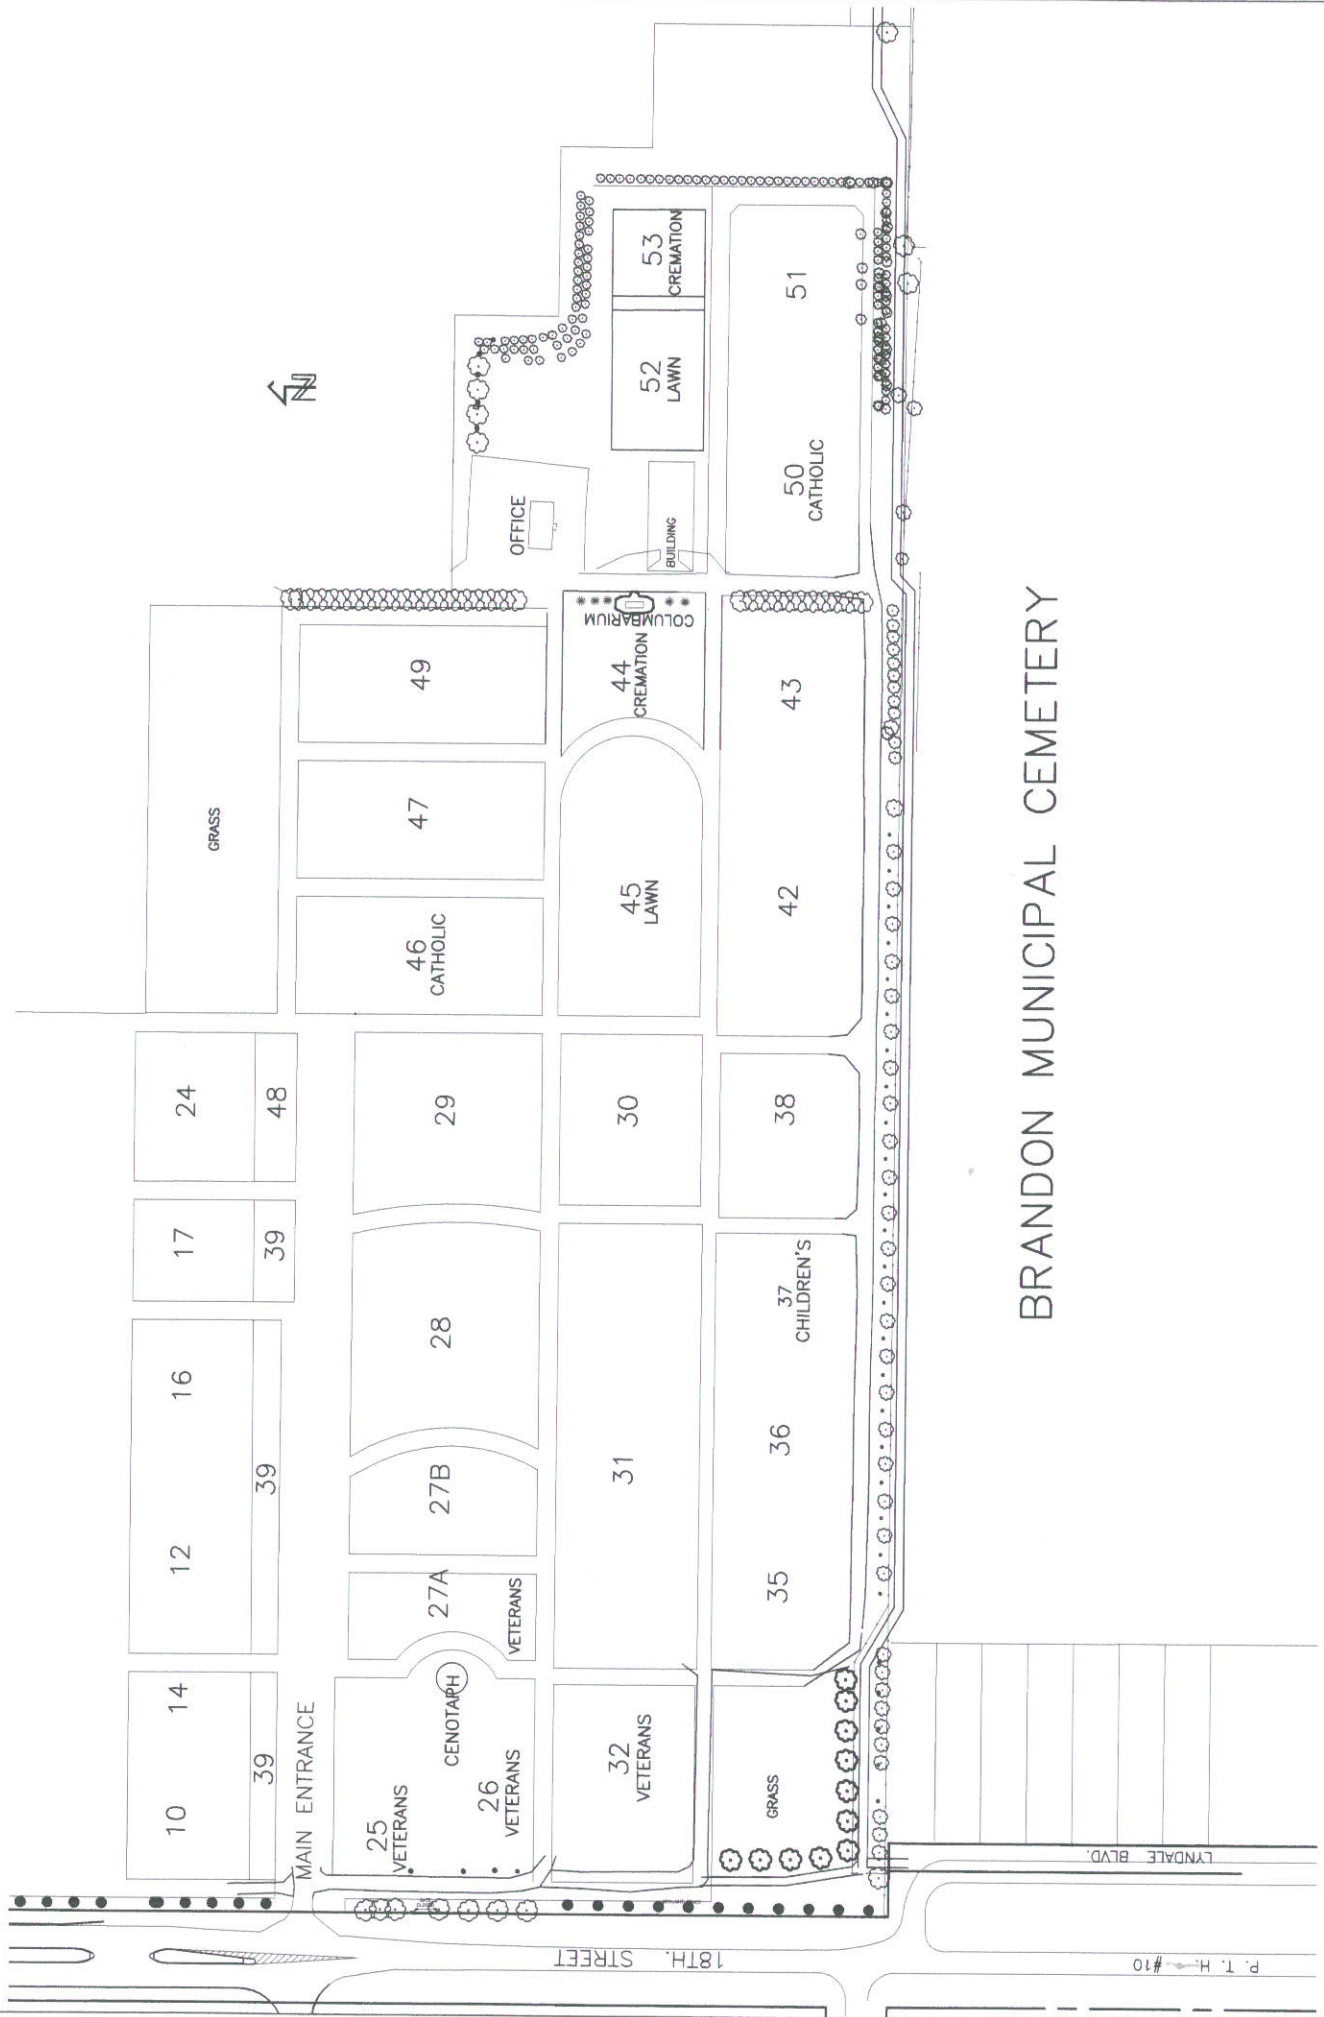 BRANDON MUNICIPAL CEMETERY
N
GRASS
24
48
17
39
16
12
39
14
10
39
MAIN ENTRANCE
49
47
46
CATHOLIC
29
28
27B
27A
VETERANS
CENOTAPH
25
VETERANS
26
VETERANS
OFFICE
BUILDING
53
CREMATION
52
LAWN
COLUMBARIUM
44
CREMATION
45
LAWN
30
31
32
VETERANS
51
50
CATHOLIC
43
42
38
37
CHILDREN'S
36
35
GRASS
18TH. STREET
LYNDALE BLVD.
P. T. H. #10